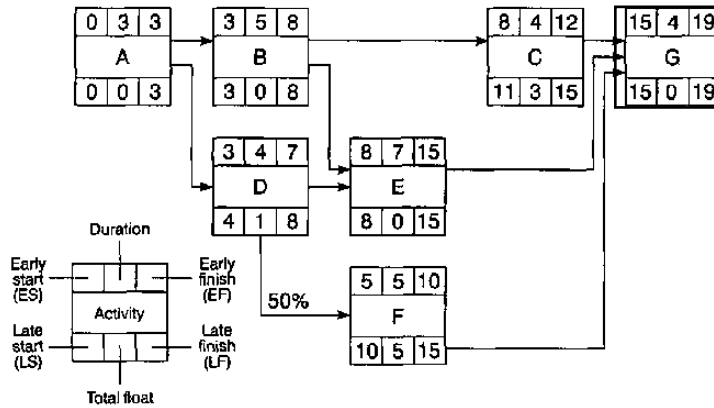 0 3 3
A
0 0 3
3 5 8
B
3 0 8
8 4 12
C
11 3 15
15 4 19
G
15 0 19
3 4 7
D
4 1 8
8 7 15
E
8 0 15
50%
5 5 10
F
10 5 15
Duration
Early
start
(ES)
Early
finish
(EF)
Activity
Late
start
(LS)
Late
finish
(LF)
Total float